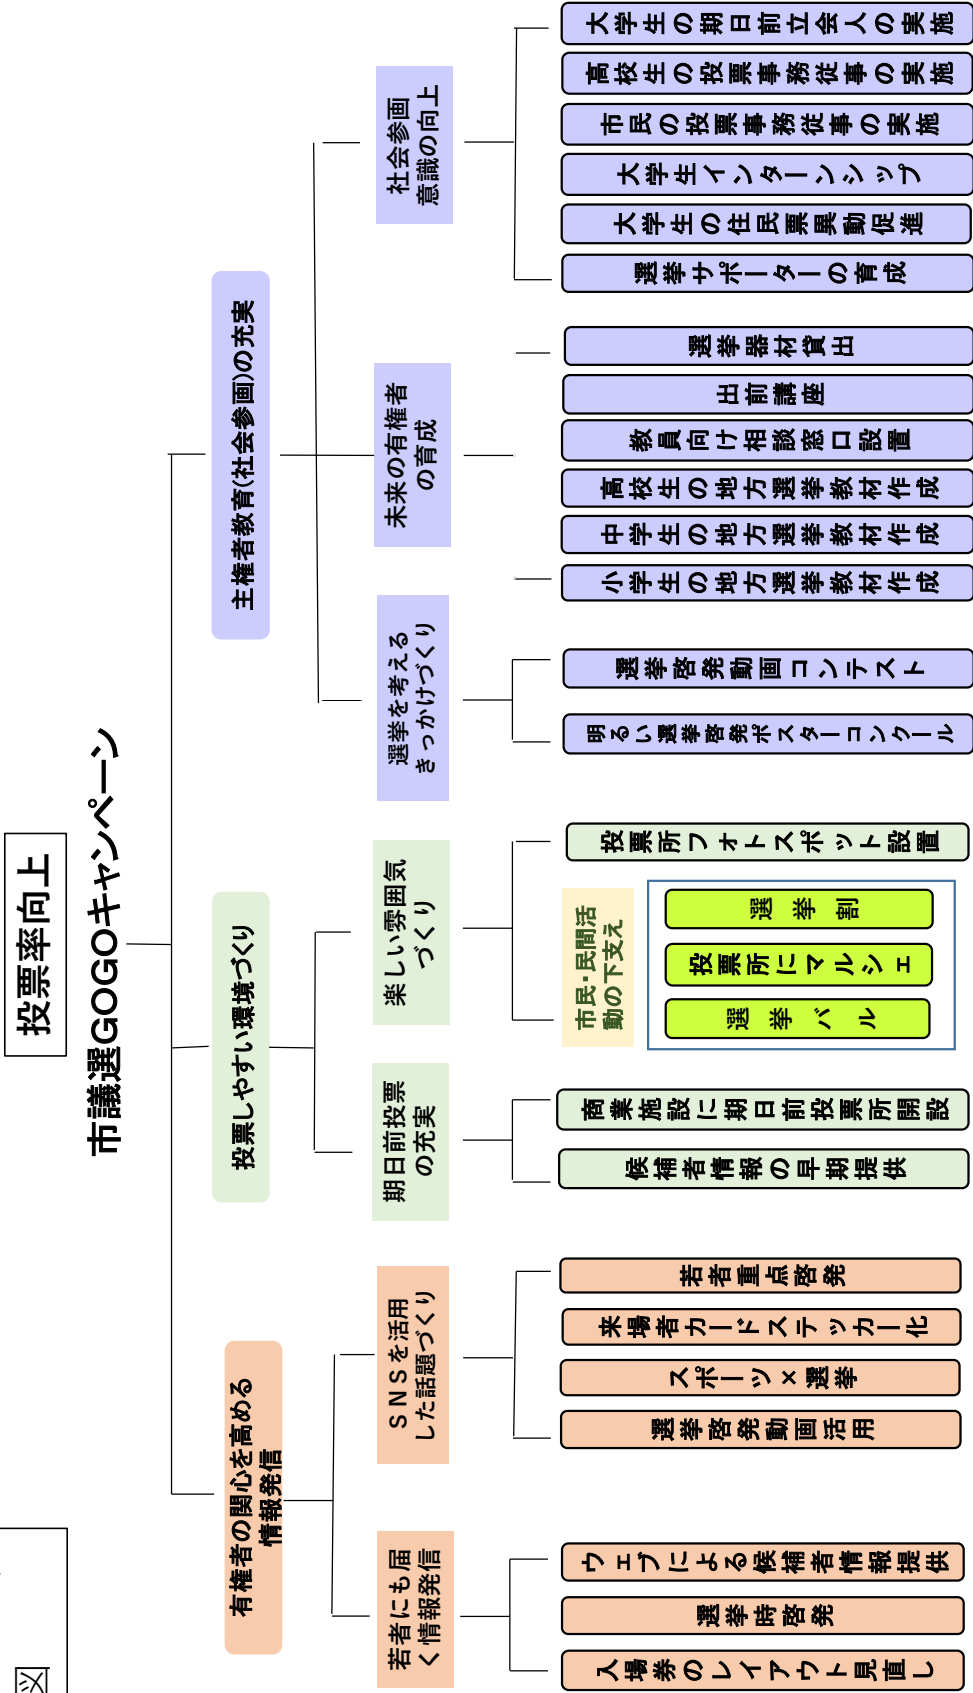 図
投票率向上
市議選GOGOキャンペーン
有権者の関心を高める
情報発信
投票しやすい環境づくり
主権者教育(社会参画)の充実
若者にも届
く情報発信
ＳＮＳを活用
した話題づくり
期日前投票
の充実
楽しい雰囲気
づくり
選挙を考える
きっかけづくり
未来の有権者
の育成
社会参画
意識の向上
入場券のレイアウト見直し
選挙時啓発
ウェブによる候補者情報提供
選挙啓発動画活用
スポーツ×選挙
来場者カードステッカー化
若者重点啓発
候補者情報の早期提供
商業施設に期日前投票所開設
市民・民間活
動の下支え
選挙バル
投票所にマルシェ
選挙割
投票所フォトスポット設置
明るい選挙啓発ポスターコンクール
選挙啓発動画コンテスト
小学生の地方選挙教材作成
中学生の地方選挙教材作成
高校生の地方選挙教材作成
教員向け相談窓口設置
出前講座
選挙器材貸出
選挙サポーターの育成
大学生の住民票異動促進
大学生インターンシップ
市民の投票事務従事の実施
高校生の投票事務従事の実施
大学生の期日前立会人の実施